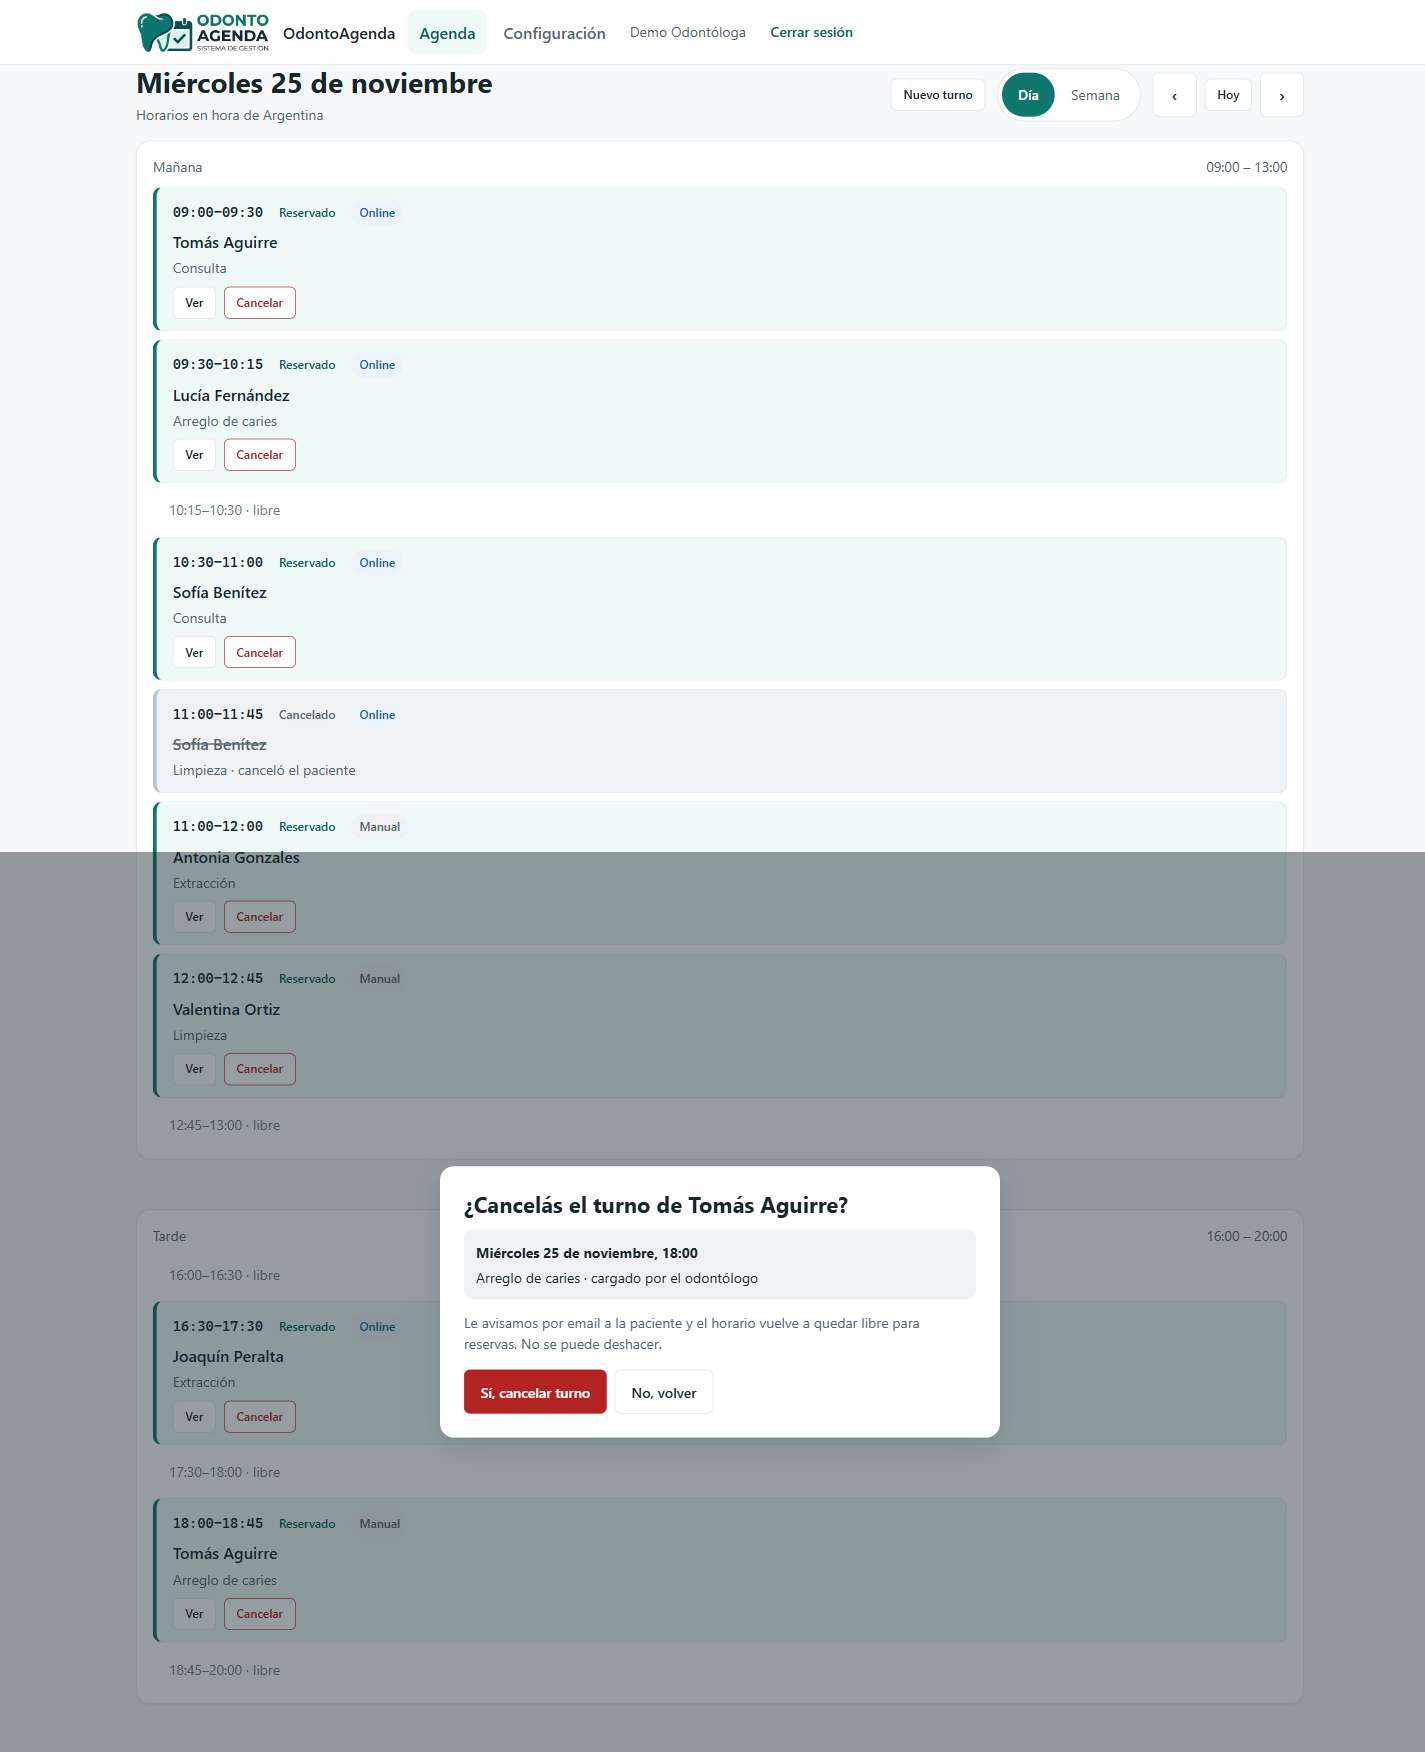 ODONTO
AGENDA
SISTEMA DE GESTIÓN
OdontoAgenda
Agenda
Configuración
Demo Odontóloga
Cerrar sesión
Miércoles 25 de noviembre
Horarios en hora de Argentina
Nuevo turno
Día
Semana
‹
Hoy
›
Mañana
09:00 – 13:00
09:00–09:30 Reservado Online
Tomás Aguirre
Consulta
Ver Cancelar
09:30–10:15 Reservado Online
Lucía Fernández
Arreglo de caries
Ver Cancelar
10:15–10:30 · libre
10:30–11:00 Reservado Online
Sofía Benítez
Consulta
Ver Cancelar
11:00–11:45 Cancelado Online
Sofía Benítez
Limpieza · canceló el paciente
11:00–12:00 Reservado Manual
Antonia Gonzales
Extracción
Ver Cancelar
12:00–12:45 Reservado Manual
Valentina Ortiz
Limpieza
Ver Cancelar
12:45–13:00 · libre
¿Cancelás el turno de Tomás Aguirre?
Miércoles 25 de noviembre, 18:00
Arreglo de caries · cargado por el odontólogo
Le avisamos por email a la paciente y el horario vuelve a quedar libre para
reservas. No se puede deshacer.
Sí, cancelar turno
No, volver
Tarde
16:00 – 20:00
16:00–16:30 · libre
16:30–17:30 Reservado Online
Joaquín Peralta
Extracción
Ver Cancelar
17:30–18:00 · libre
18:00–18:45 Reservado Manual
Tomás Aguirre
Arreglo de caries
Ver Cancelar
18:45–20:00 · libre